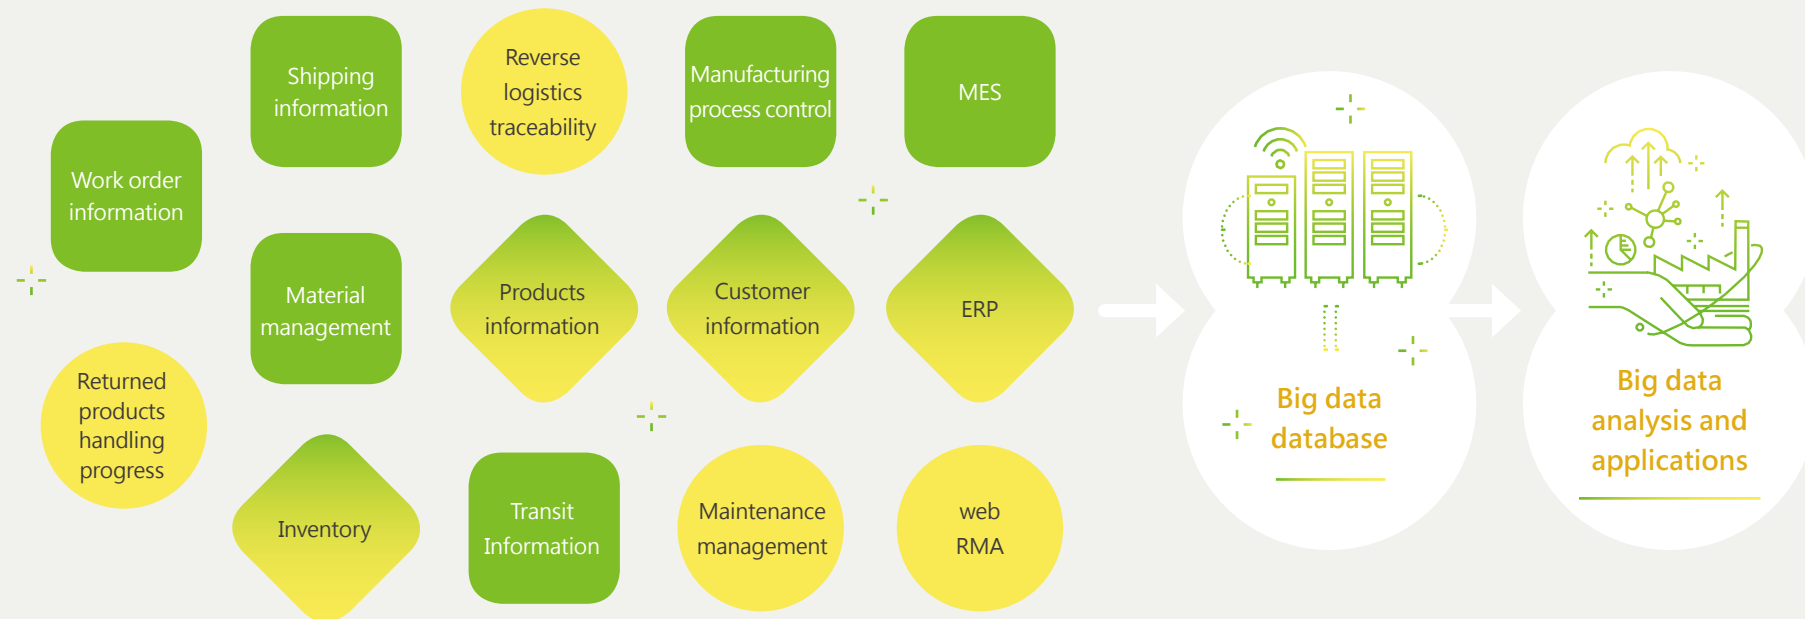 Shipping
information
Reverse
logistics
traceability
Manufacturing
process control
MES
Work order
information
Material
management
Products
information
Customer
information
ERP
Returned
products
handling
progress
Inventory
Transit
Information
Maintenance
management
web
RMA
Big data
database
Big data
analysis and
applications